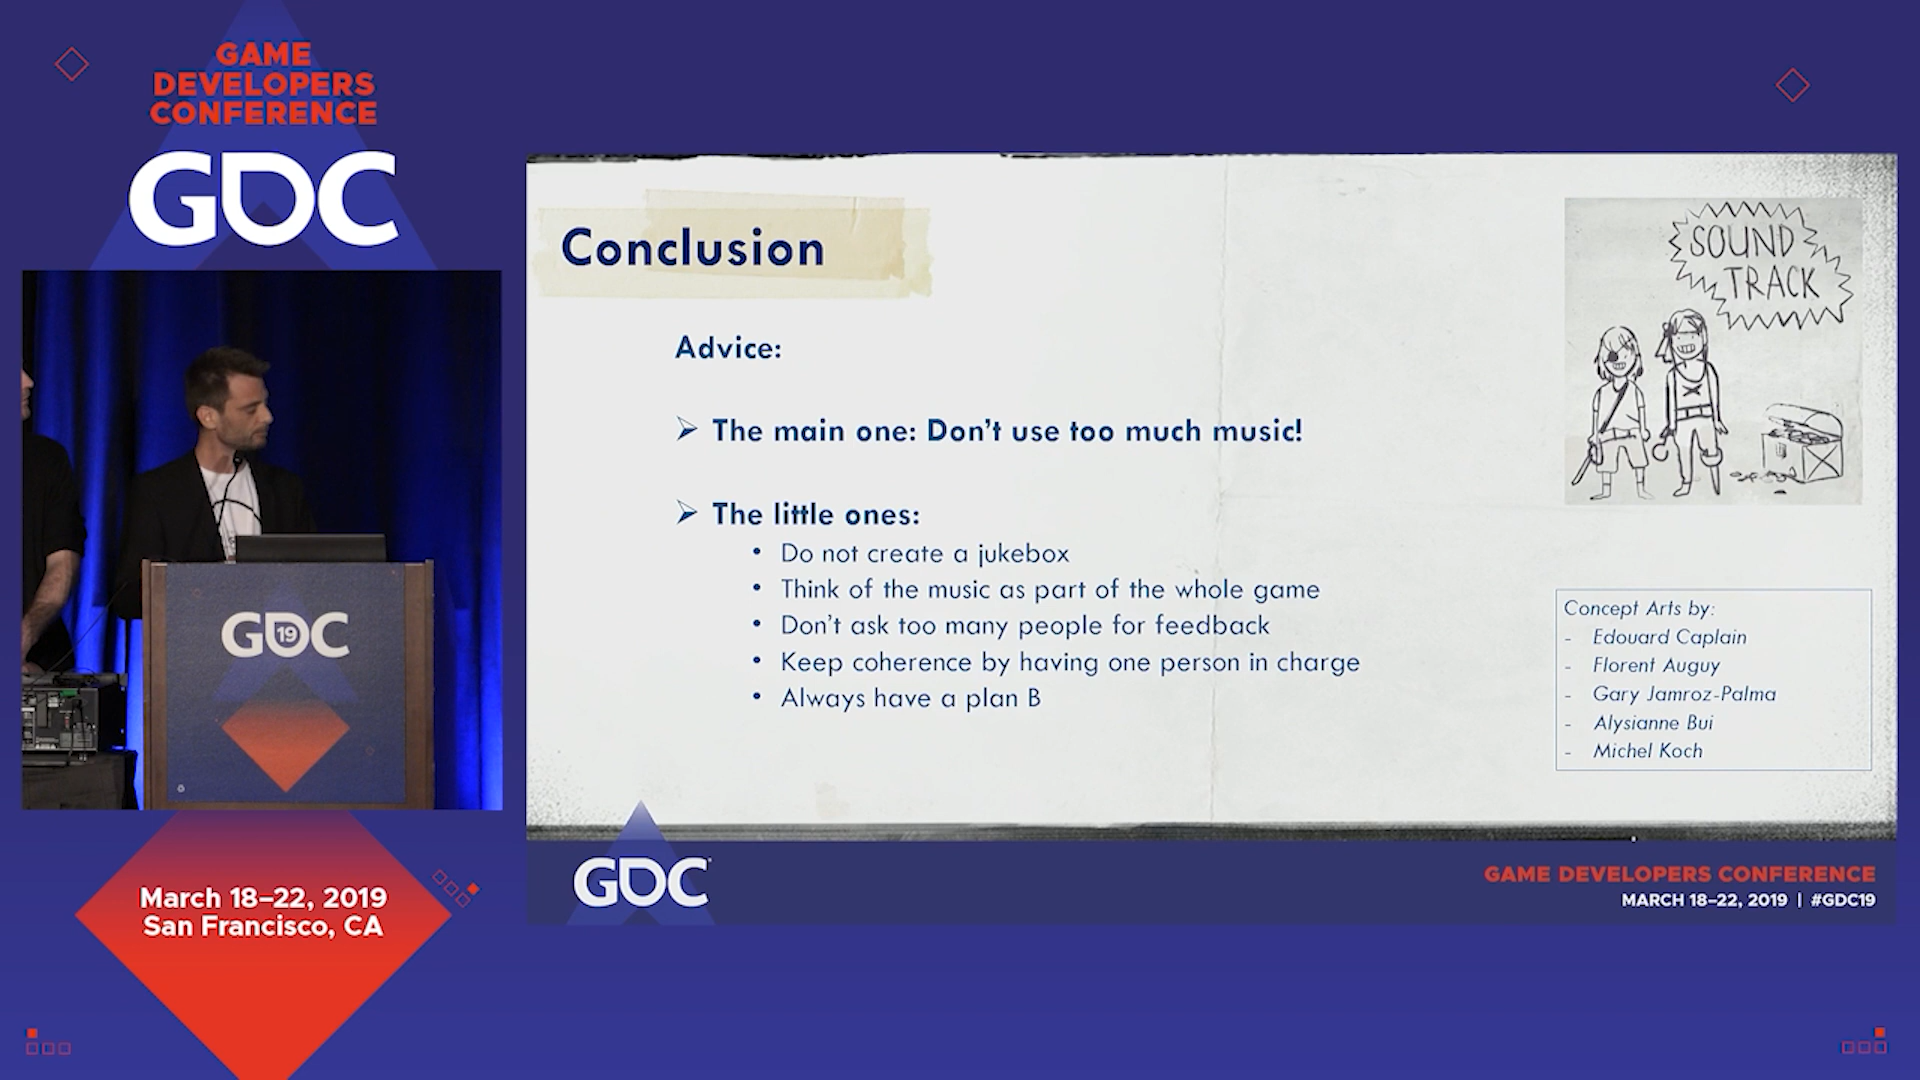 GAME
DEVELOPERS
CONFERENCE
GDC
GDC
19
March 18–22, 2019
San Francisco, CA
Conclusion
Advice:
➢ The main one: Don't use too much music!
➢ The little ones:
• Do not create a jukebox
• Think of the music as part of the whole game
• Don't ask too many people for feedback
• Keep coherence by having one person in charge
• Always have a plan B
SOUND
TRACK
Concept Arts by:
- Edouard Caplain
- Florent Auguy
- Gary Jamroz-Palma
- Alysianne Bui
- Michel Koch
GDC
GAME DEVELOPERS CONFERENCE
MARCH 18–22, 2019 | #GDC19